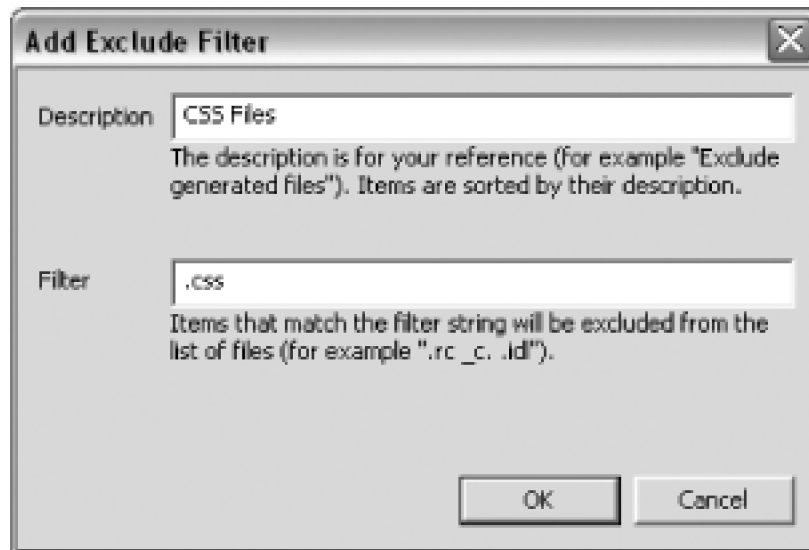 Add Exclude Filter
Description
CSS Files
The description is for your reference (for example "Exclude
generated files"). Items are sorted by their description.
Filter
.css
Items that match the filter string will be excluded from the
list of files (for example ".rc _c. .idl").
OK
Cancel